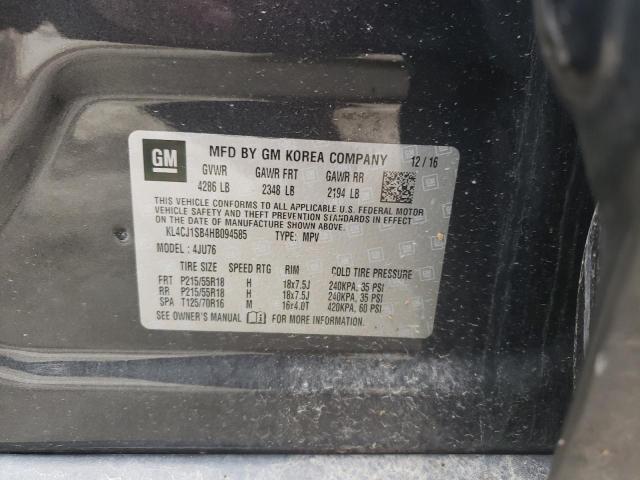 GM
MFD BY GM KOREA COMPANY 12/16
GVWR GAWR FRT GAWR RR
4286 LB 2348 LB 2194 LB
THIS VEHICLE CONFORMS TO ALL APPLICABLE U.S. FEDERAL MOTOR
VEHICLE SAFETY AND THEFT PREVENTION STANDARDS IN EFFECT
ON THE DATE OF MANUFACTURE SHOWN ABOVE.
KL4CJ1SB4HB094585 TYPE: MPV
MODEL : 4JU76
TIRE SIZE SPEED RTG RIM COLD TIRE PRESSURE
FRT P215/55R18 H 18x7.5J 240KPA, 35 PSI
RR P215/55R18 H 18x7.5J 240KPA, 35 PSI
SPA T125/70R16 M 16x4.0T 420KPA, 60 PSI
SEE OWNER'S MANUAL FOR MORE INFORMATION